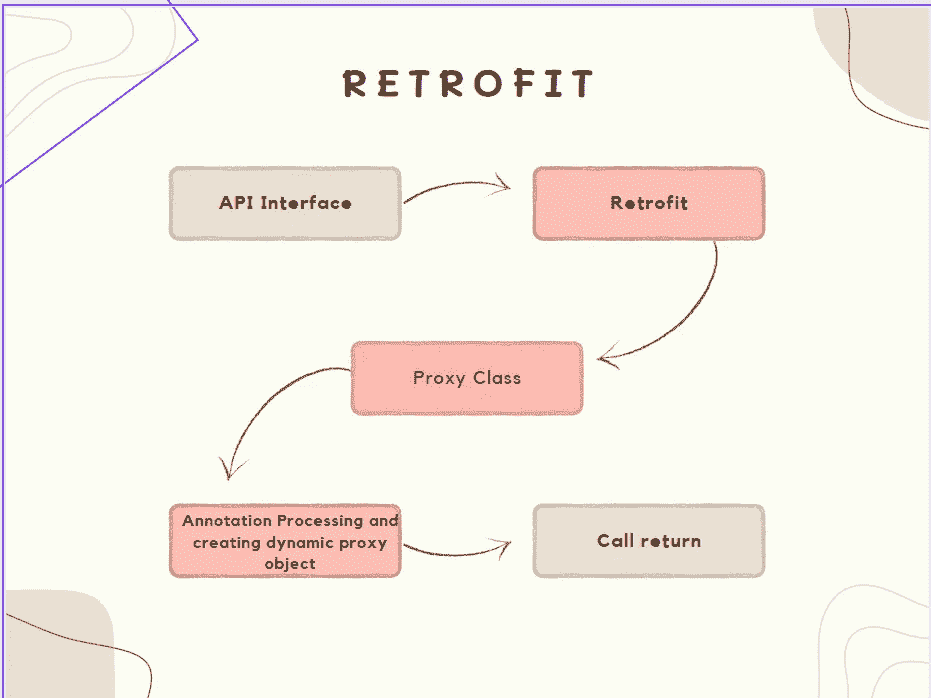 RETROFIT
API Interface
Retrofit
Proxy Class
Annotation Processing and
creating dynamic proxy
object
Call return